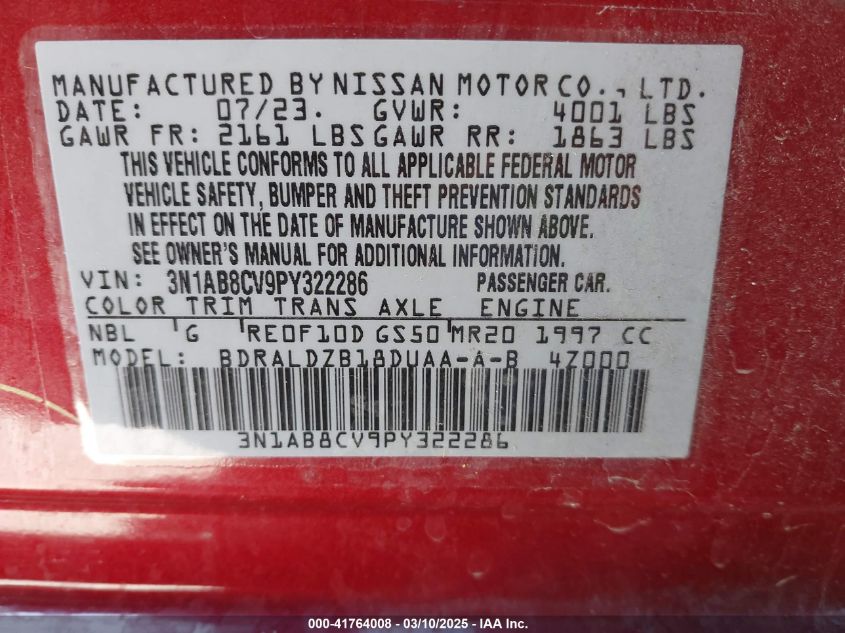 MANUFACTURED BY NISSAN MOTOR CO., LTD.
DATE: 07/23. GVWR: 4001 LBS
GAWR FR: 2161 LBS GAWR RR: 1863 LBS
THIS VEHICLE CONFORMS TO ALL APPLICABLE FEDERAL MOTOR
VEHICLE SAFETY, BUMPER AND THEFT PREVENTION STANDARDS
IN EFFECT ON THE DATE OF MANUFACTURE SHOWN ABOVE.
SEE OWNER'S MANUAL FOR ADDITIONAL INFORMATION.
VIN: 3N1AB8CV9PY322286 PASSENGER CAR.
COLOR TRIM TRANS AXLE ENGINE
NBL G RE0F10D GS50 MR20 1997 CC
MODEL: BDRALDZB18DUAA-A-B 4Z000
3N1AB8CV9PY322286
000-41764008 - 03/10/2025 - IAA Inc.